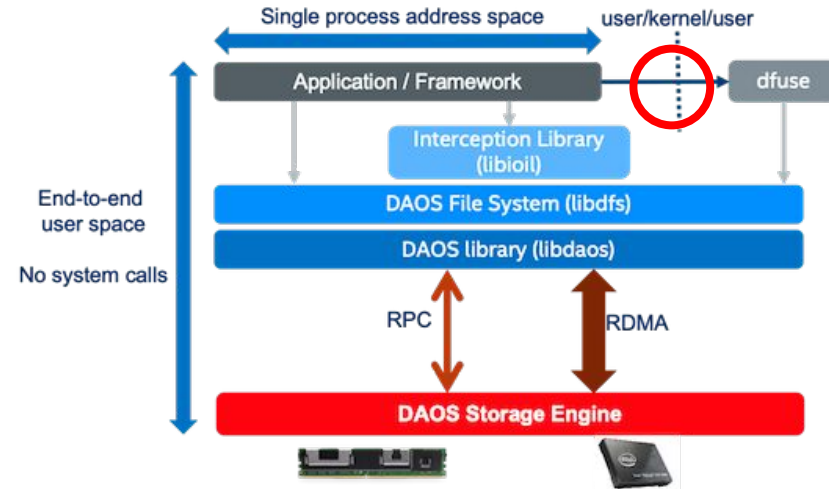 Single process address space
user/kernel/user
Application / Framework
dfuse
Interception Library
(libioil)
End-to-end
user space
No system calls
DAOS File System (libdfs)
DAOS library (libdaos)
RPC
RDMA
DAOS Storage Engine